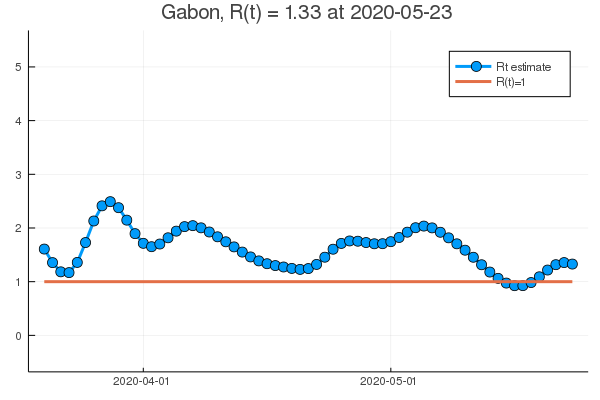 Gabon, R(t) = 1.33 at 2020-05-23
5
4
3
2
1
0
Rt estimate
R(t)=1
2020-04-01
2020-05-01